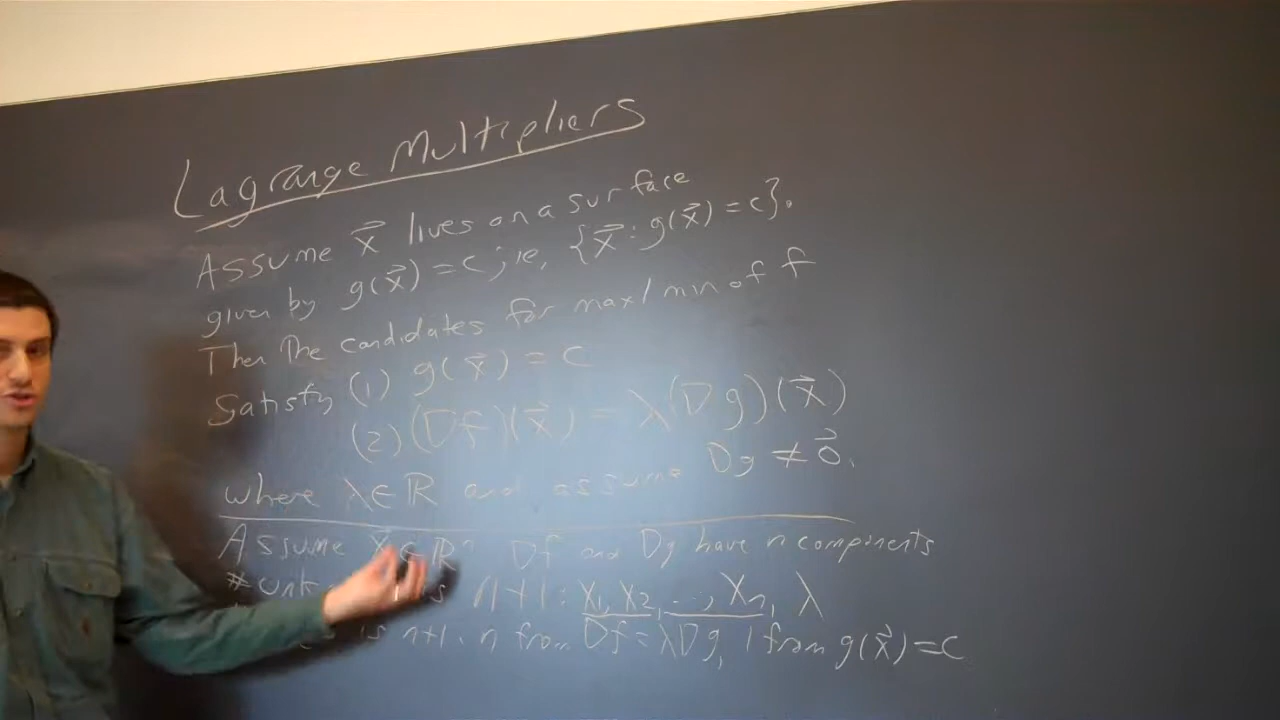 Lagrange Multipliers
Assume x⃗ lives on a surface
given by g(x⃗) = c; ie, {x⃗ : g(x⃗) = c}.
Then the candidates for max/min of f
Satisfy (1) g(x⃗) = c
(2) (Df)(x⃗) = λ(Dg)(x⃗)
where λ∈ℝ and assume Dg ≠ 0⃗.
Assume x⃗∈ℝⁿ Df and Dg have n components
# n+1: x₁, x₂, ..., xₙ, λ
is n+1: n from Df = λDg, 1 from g(x⃗) = c